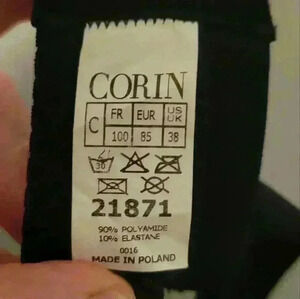 CORIN
C FR EUR US UK
100 85 38
30
21871
90% POLYAMIDE
10% ELASTANE
0016
MADE IN POLAND